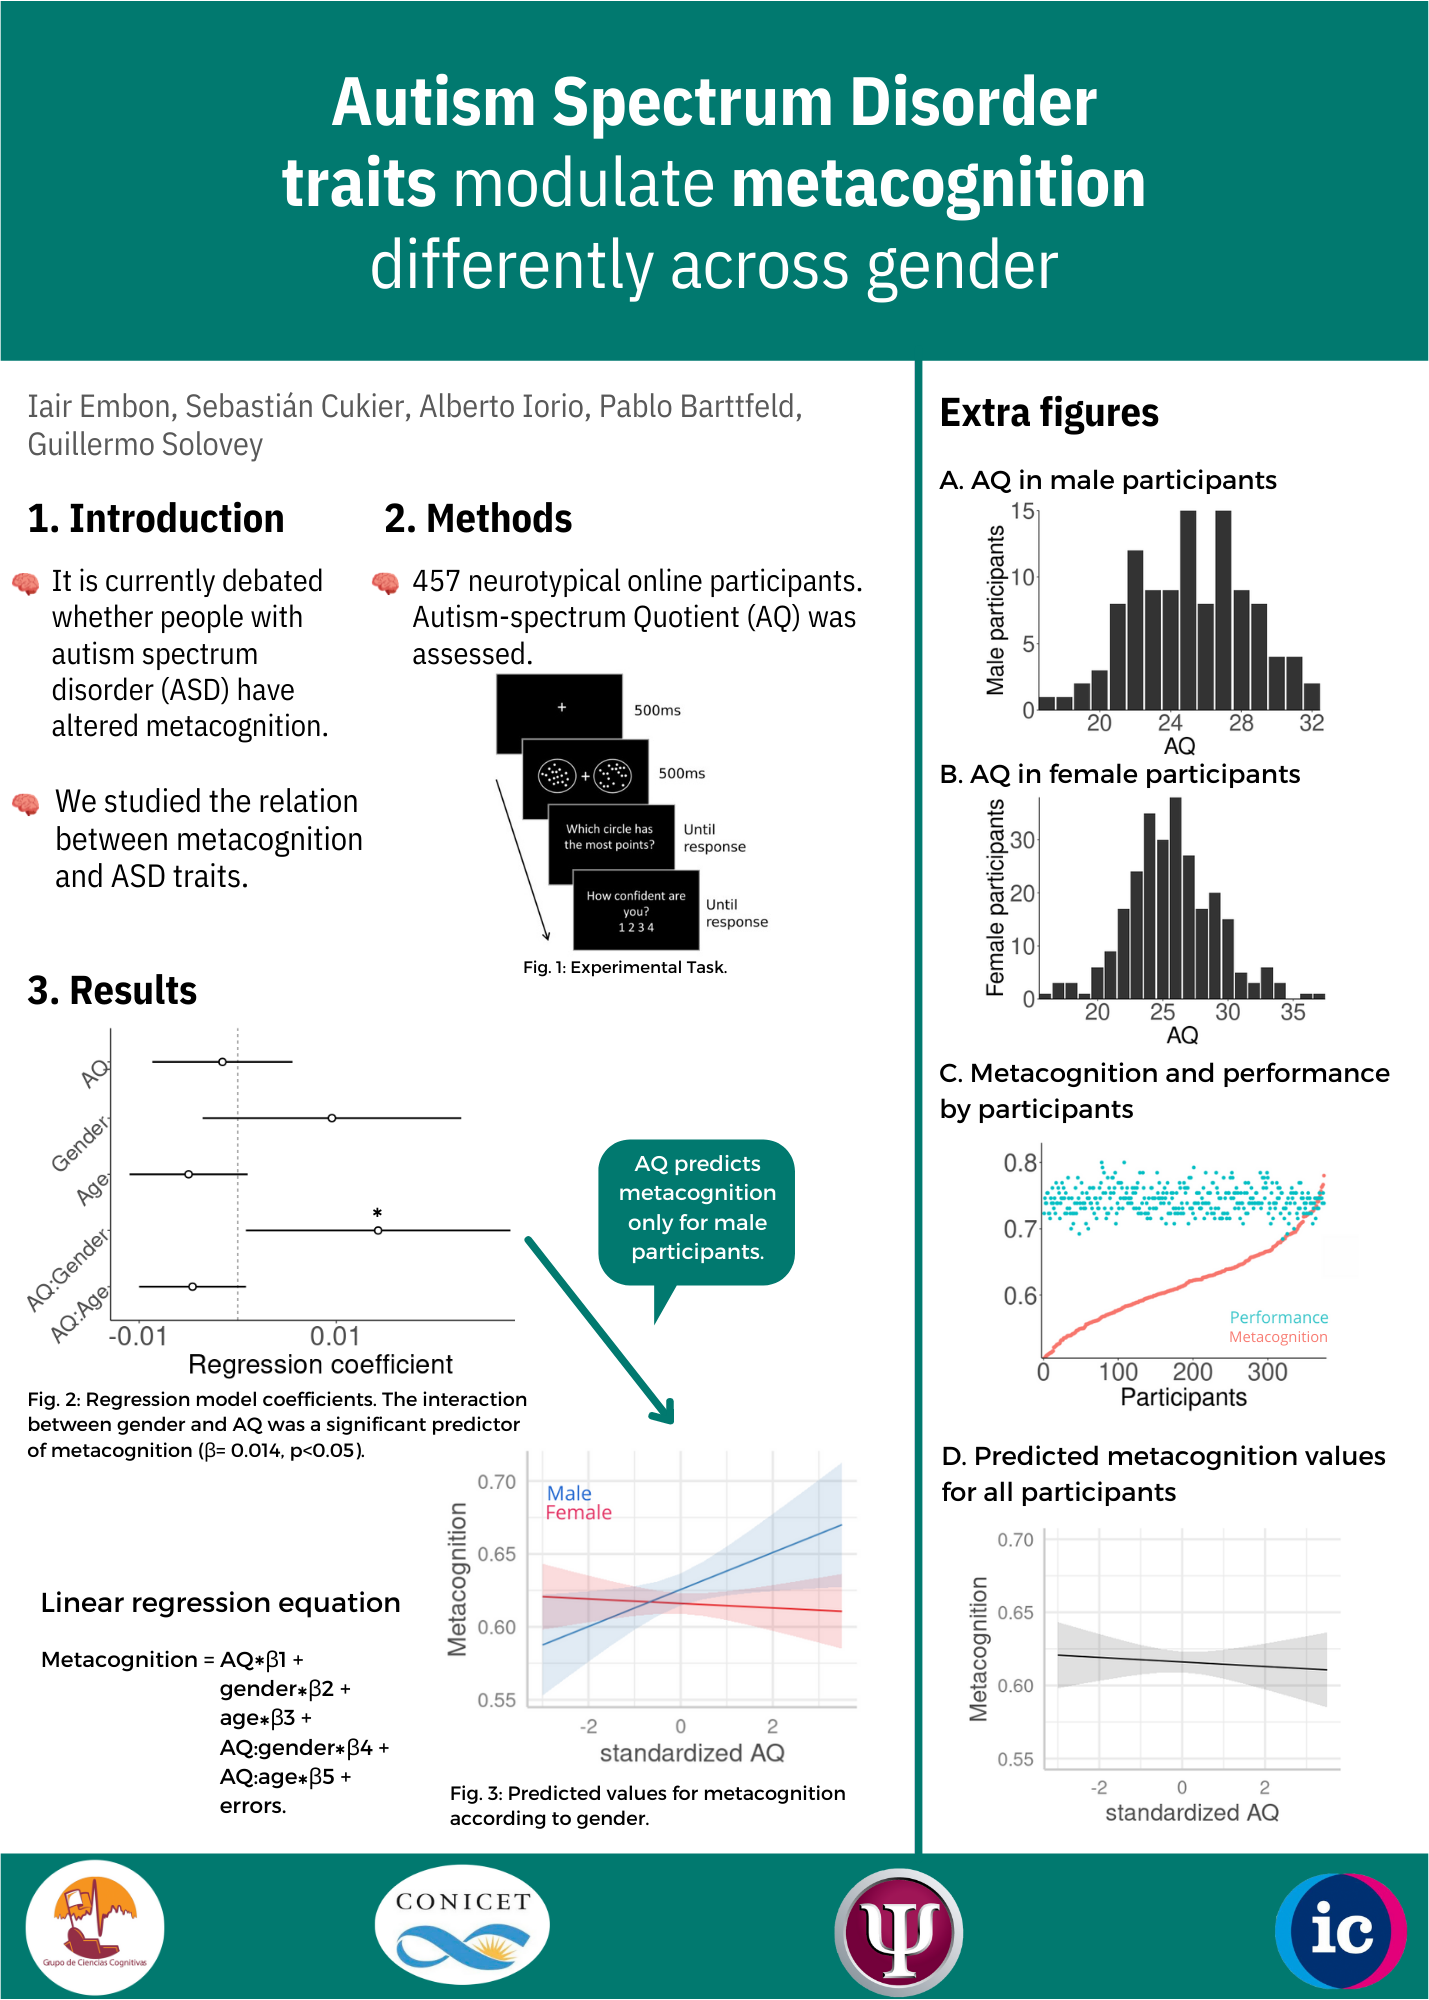 Autism Spectrum Disorder
traits modulate metacognition
differently across gender
Iair Embon, Sebastián Cukier, Alberto Iorio, Pablo Barttfeld,
Guillermo Solovey
1. Introduction
It is currently debated
whether people with
autism spectrum
disorder (ASD) have
altered metacognition.
We studied the relation
between metacognition
and ASD traits.
2. Methods
457 neurotypical online participants.
Autism-spectrum Quotient (AQ) was
assessed.
+
500ms
+
500ms
Which circle has
the most points?
Until
response
How confident are
you?
1 2 3 4
Until
response
Fig. 1: Experimental Task.
3. Results
AQ
Gender
Age
*
AQ:Gender
AQ:Age
-0.01
0.01
Regression coefficient
Fig. 2: Regression model coefficients. The interaction
between gender and AQ was a significant predictor
of metacognition (β= 0.014, p<0.05).
AQ predicts
metacognition
only for male
participants.
Linear regression equation
Metacognition = AQ*β1 +
gender*β2 +
age*β3 +
AQ:gender*β4 +
AQ:age*β5 +
errors.
Metacognition
0.70
0.65
0.60
0.55
Male
Female
-2 0 2
standardized AQ
Fig. 3: Predicted values for metacognition
according to gender.
Extra figures
A. AQ in male participants
Male participants
15
10
5
0
20 24 28 32
AQ
B. AQ in female participants
Female participants
30
20
10
0
20 25 30 35
AQ
C. Metacognition and performance
by participants
0.8
0.7
0.6
Performance
Metacognition
0 100 200 300
Participants
D. Predicted metacognition values
for all participants
Metacognition
0.70
0.65
0.60
0.55
-2 0 2
standardized AQ
Grupo de Ciencias Cognitivas
CONICET
Ψ
ic